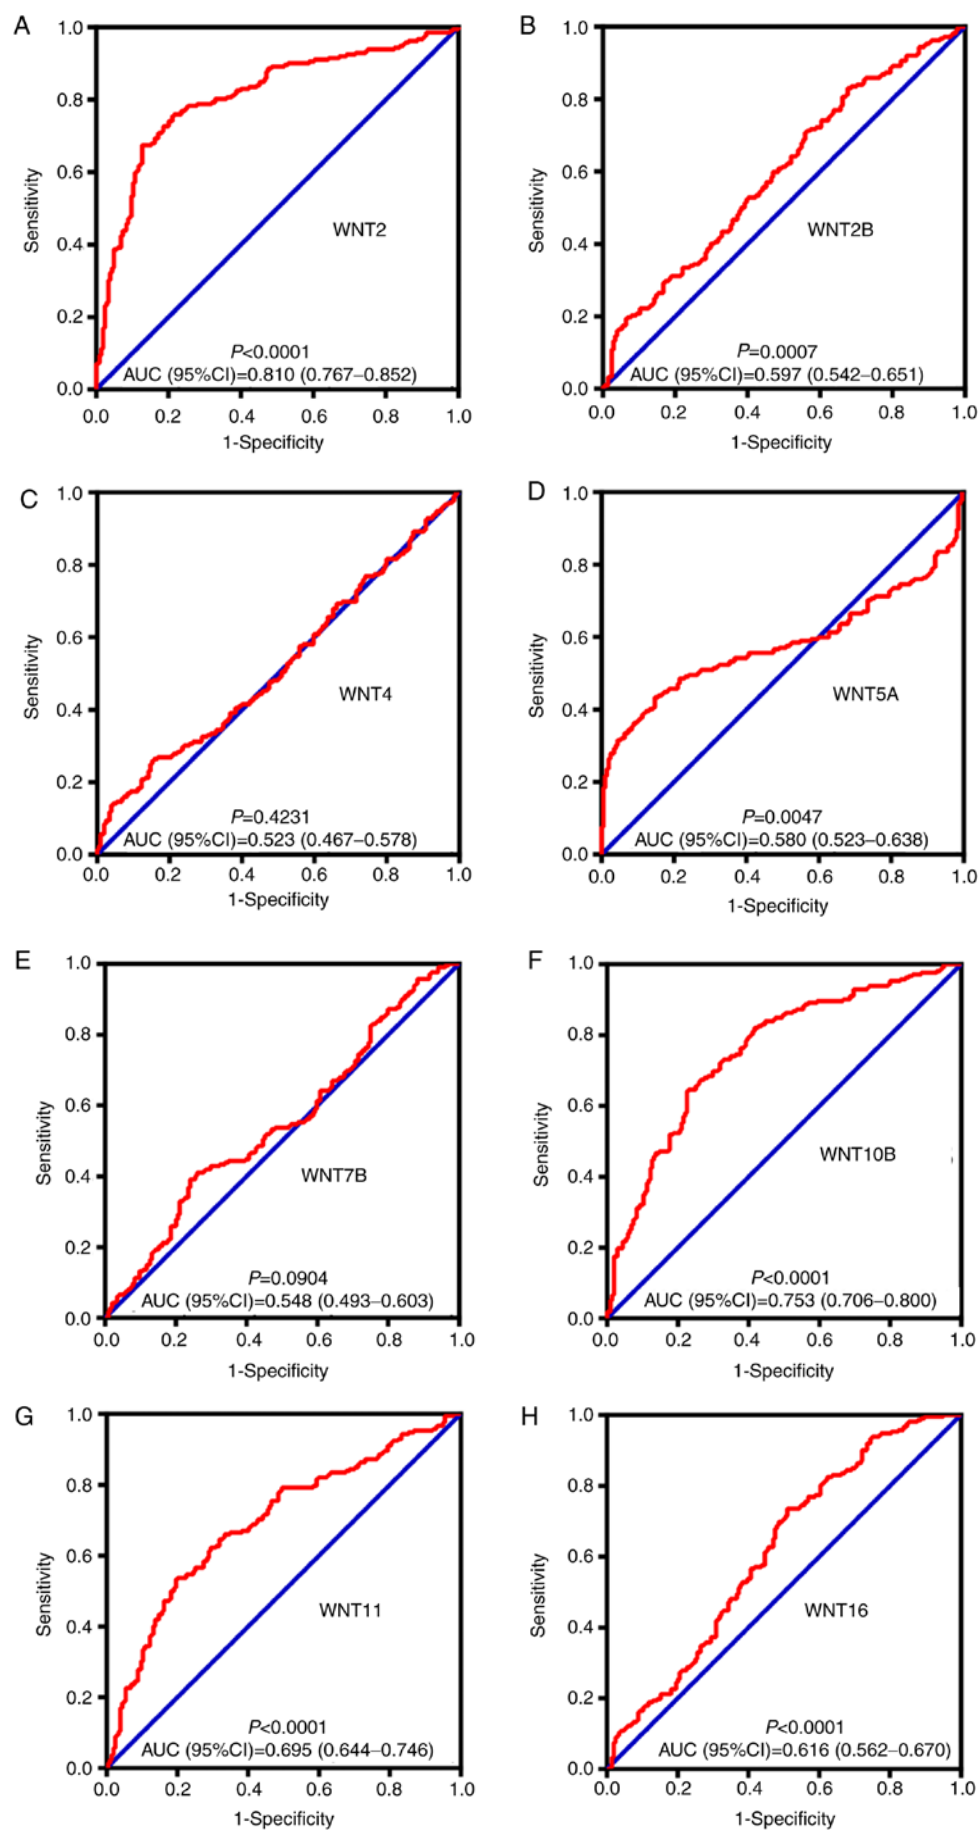 A
1.0
0.8
0.6
0.4
0.2
0.0
Sensitivity
WNT2
P<0.0001
AUC (95%CI)=0.810 (0.767–0.852)
0.0 0.2 0.4 0.6 0.8 1.0
1-Specificity
B
1.0
0.8
0.6
0.4
0.2
0.0
Sensitivity
WNT2B
P=0.0007
AUC (95%CI)=0.597 (0.542–0.651)
0.0 0.2 0.4 0.6 0.8 1.0
1-Specificity
C
1.0
0.8
0.6
0.4
0.2
0.0
Sensitivity
WNT4
P=0.4231
AUC (95%CI)=0.523 (0.467–0.578)
0.0 0.2 0.4 0.6 0.8 1.0
1-Specificity
D
1.0
0.8
0.6
0.4
0.2
0.0
Sensitivity
WNT5A
P=0.0047
AUC (95%CI)=0.580 (0.523–0.638)
0.0 0.2 0.4 0.6 0.8 1.0
1-Specificity
E
1.0
0.8
0.6
0.4
0.2
0.0
Sensitivity
WNT7B
P=0.0904
AUC (95%CI)=0.548 (0.493–0.603)
0.0 0.2 0.4 0.6 0.8 1.0
1-Specificity
F
1.0
0.8
0.6
0.4
0.2
0.0
Sensitivity
WNT10B
P<0.0001
AUC (95%CI)=0.753 (0.706–0.800)
0.0 0.2 0.4 0.6 0.8 1.0
1-Specificity
G
1.0
0.8
0.6
0.4
0.2
0.0
Sensitivity
WNT11
P<0.0001
AUC (95%CI)=0.695 (0.644–0.746)
0.0 0.2 0.4 0.6 0.8 1.0
1-Specificity
H
1.0
0.8
0.6
0.4
0.2
0.0
Sensitivity
WNT16
P<0.0001
AUC (95%CI)=0.616 (0.562–0.670)
0.0 0.2 0.4 0.6 0.8 1.0
1-Specificity